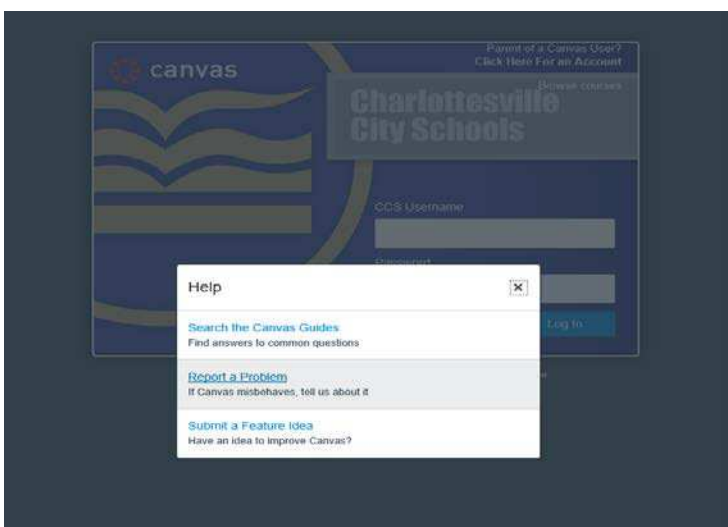 canvas
Parent of a Canvas User?
Click Here For an Account
Browse courses
Charlottesville
City Schools
CCS Username
Password
Log In
Help
Search the Canvas Guides
Find answers to common questions
Report a Problem
If Canvas misbehaves, tell us about it
Submit a Feature Idea
Have an idea to improve Canvas?